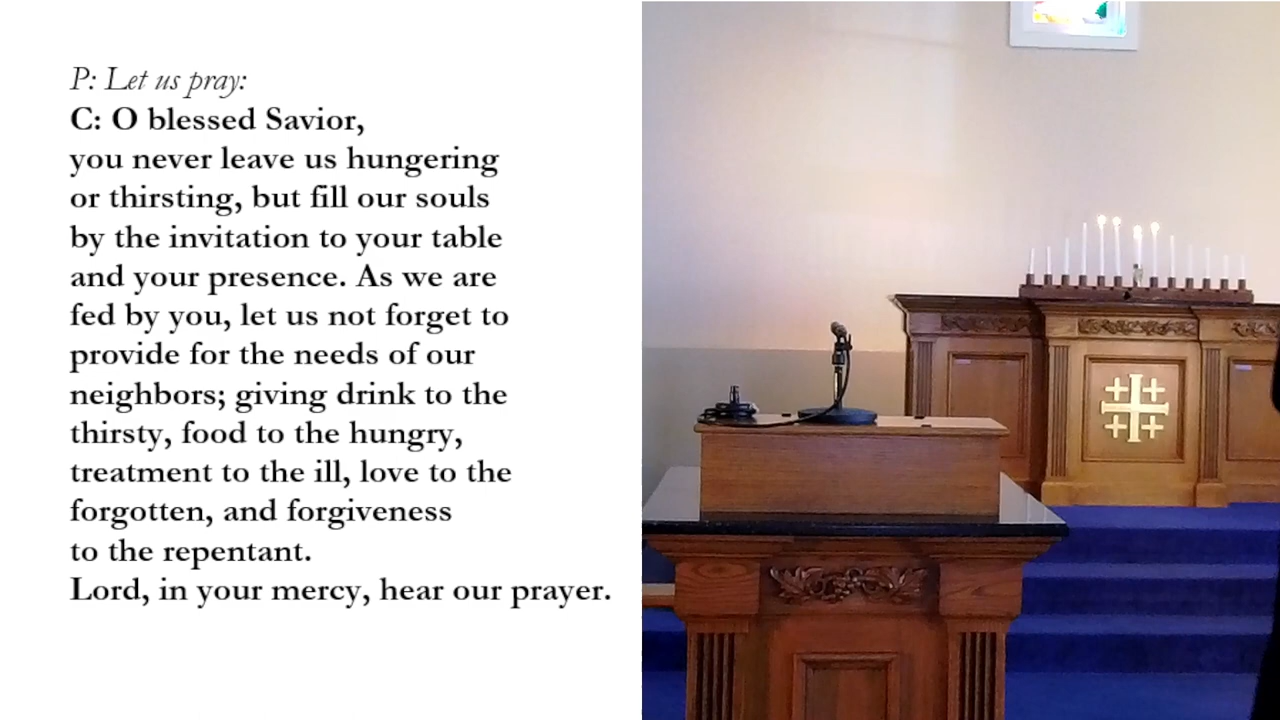 P: Let us pray:
C: O blessed Savior,
you never leave us hungering
or thirsting, but fill our souls
by the invitation to your table
and your presence. As we are
fed by you, let us not forget to
provide for the needs of our
neighbors; giving drink to the
thirsty, food to the hungry,
treatment to the ill, love to the
forgotten, and forgiveness
to the repentant.
Lord, in your mercy, hear our prayer.